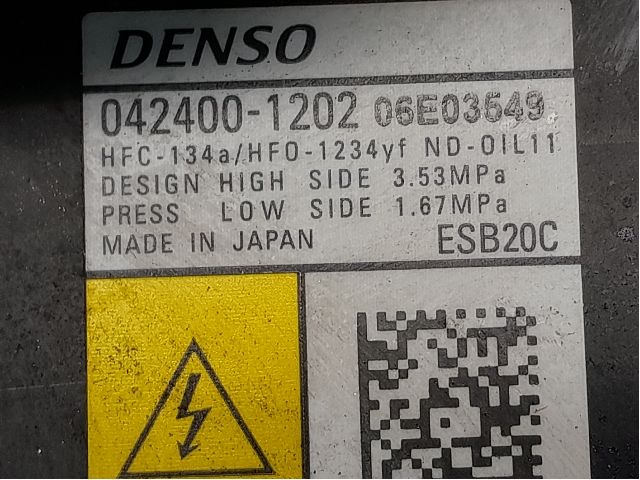 DENSO
042400-1202 06E03549
HFC-134a/HFO-1234yf ND-OIL11
DESIGN HIGH SIDE 3.53MPa
PRESS LOW SIDE 1.67MPa
MADE IN JAPAN ESB20C